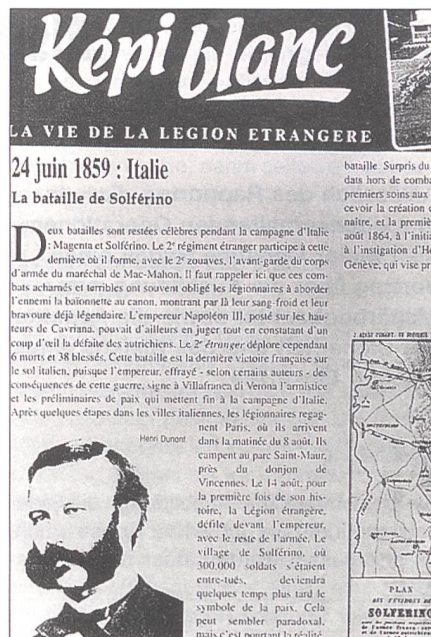 Képi blanc
LA VIE DE LA LEGION ETRANGERE
24 juin 1859 : Italie
La bataille de Solférino
Deux batailles sont restées célèbres pendant la campagne d'Italie
: Magenta et Solférino. Le 2e régiment étranger participe à cette
dernière où il forme, avec le 2e zouaves, l'avant-garde du corps
d'armée du maréchal de Mac-Mahon. Il faut rappeler ici que ces com-
bats acharnés et terribles ont souvent obligé les légionnaires à aborder
l'ennemi la baïonnette au canon, montrant par là leur sang-froid et leur
bravoure déjà légendaire. L'empereur Napoléon III, posté sur les hau-
teurs de Cavriana, pouvait d'ailleurs en juger tout en constatant d'un
coup d'œil la défaite des autrichiens. Le 2e étranger déplore cependant
6 morts et 38 blessés. Cette bataille est la dernière victoire française sur
le sol italien, puisque l'empereur, effrayé - selon certains auteurs - des
conséquences de cette guerre, signe à Villafranca di Verona l'armistice
et les préliminaires de paix qui mettent fin à la campagne d'Italie.
Après quelques étapes dans les villes italiennes, les légionnaires regag-
nent Paris, où ils arrivent
dans la matinée du 8 août. Ils
campent au parc Saint-Maur,
près du donjon de
Vincennes. Le 14 août, pour
la première fois de son his-
toire, la Légion étrangère,
défile devant l'empereur,
avec le reste de l'armée. Le
village de Solférino, où
300.000 soldats s'étaient
entre-tués, deviendra
quelques temps plus tard le
symbole de la paix. Cela
peut sembler paradoxal,
mais c'est pourtant la réalité.
Henri Dunant
bataille. Surpris du
dats hors de comba
premiers soins aux
cevoir la création d
naître, et la premiè
août 1864, à l'initia
à l'instigation d'He
Genève, qui vise pr
PLAN
DES ENVIRONS DE
SOLFERINO